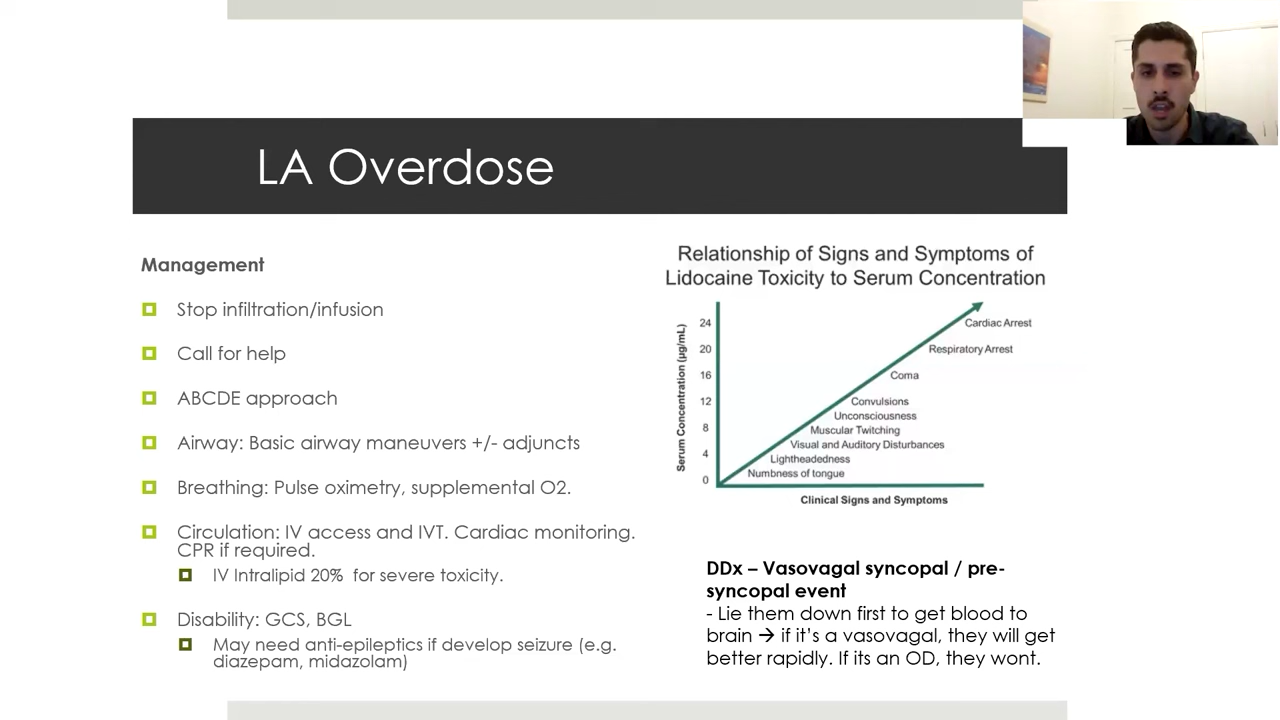 LA Overdose
Management
Stop infiltration/infusion
Call for help
ABCDE approach
Airway: Basic airway maneuvers +/- adjuncts
Breathing: Pulse oximetry, supplemental O2.
Circulation: IV access and IVT. Cardiac monitoring.
CPR if required.
IV Intralipid 20% for severe toxicity.
Disability: GCS, BGL
May need anti-epileptics if develop seizure (e.g.
diazepam, midazolam)
Relationship of Signs and Symptoms of
Lidocaine Toxicity to Serum Concentration
Serum Concentration (µg/mL)
24
20
16
12
8
4
0
Cardiac Arrest
Respiratory Arrest
Coma
Convulsions
Unconsciousness
Muscular Twitching
Visual and Auditory Disturbances
Lightheadedness
Numbness of tongue
Clinical Signs and Symptoms
DDx – Vasovagal syncopal / pre-
syncopal event
- Lie them down first to get blood to
brain → if it's a vasovagal, they will get
better rapidly. If its an OD, they wont.